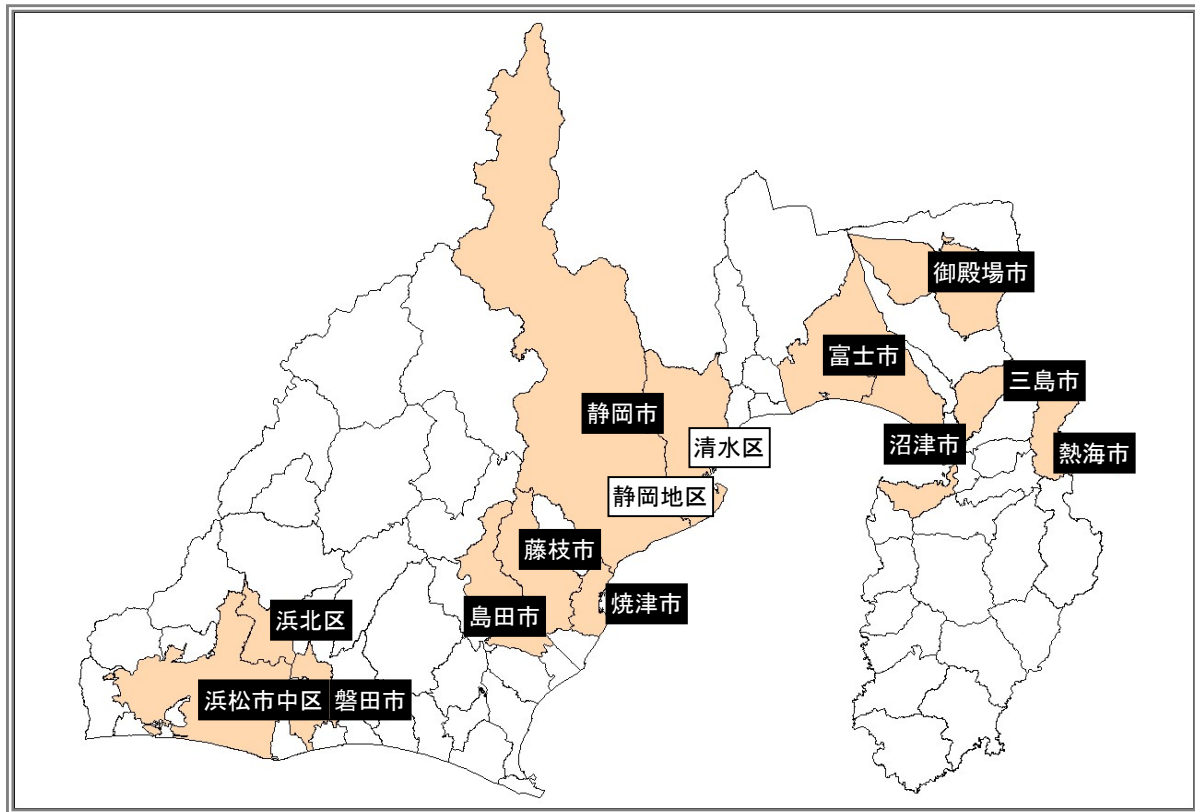 御殿場市
富士市
三島市
静岡市
清水区
沼津市
熱海市
静岡地区
藤枝市
焼津市
島田市
浜北区
浜松市中区
磐田市